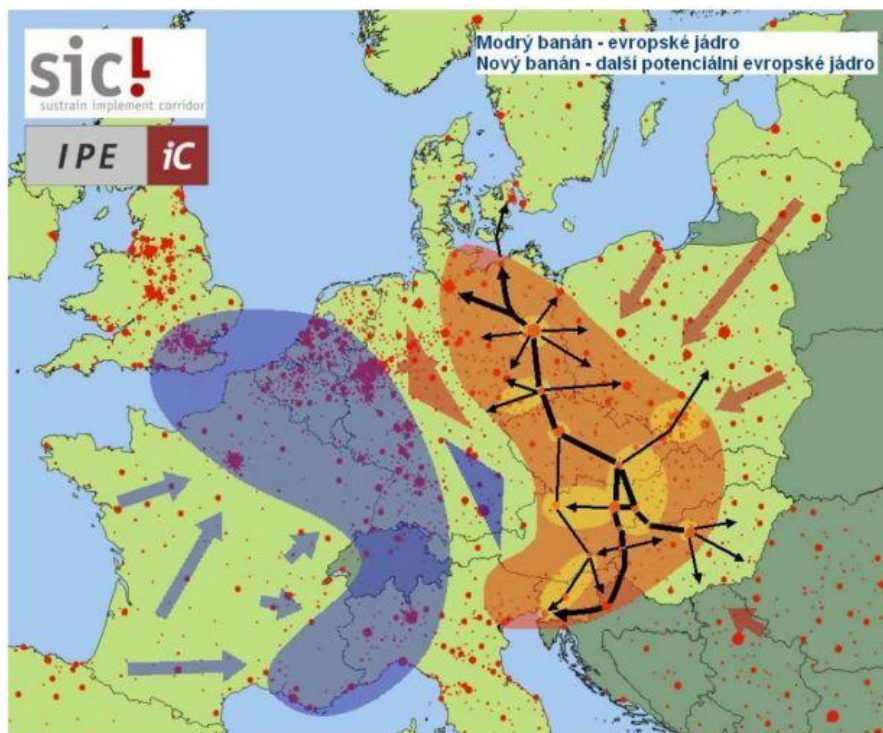 sic!
sustrain implement corridor
IPE iC
Modrý banán - evropské jádro
Nový banán - další potenciální evropské jádro